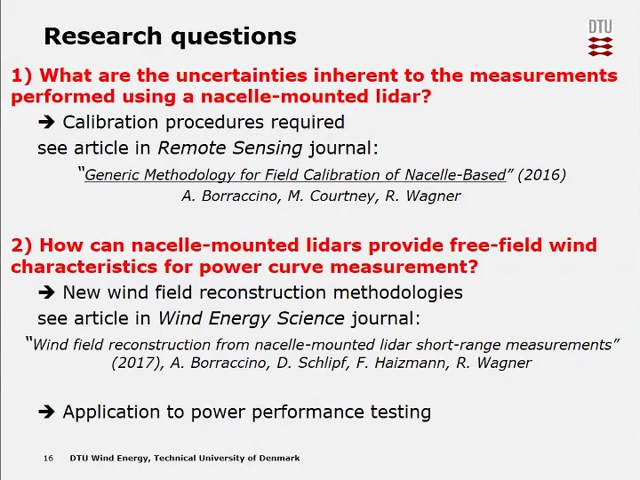 Research questions
DTU
1) What are the uncertainties inherent to the measurements
performed using a nacelle-mounted lidar?
➔ Calibration procedures required
see article in Remote Sensing journal:
“Generic Methodology for Field Calibration of Nacelle-Based” (2016)
A. Borraccino, M. Courtney, R. Wagner
2) How can nacelle-mounted lidars provide free-field wind
characteristics for power curve measurement?
➔ New wind field reconstruction methodologies
see article in Wind Energy Science journal:
“Wind field reconstruction from nacelle-mounted lidar short-range measurements”
(2017), A. Borraccino, D. Schlipf, F. Haizmann, R. Wagner
➔ Application to power performance testing
16 DTU Wind Energy, Technical University of Denmark